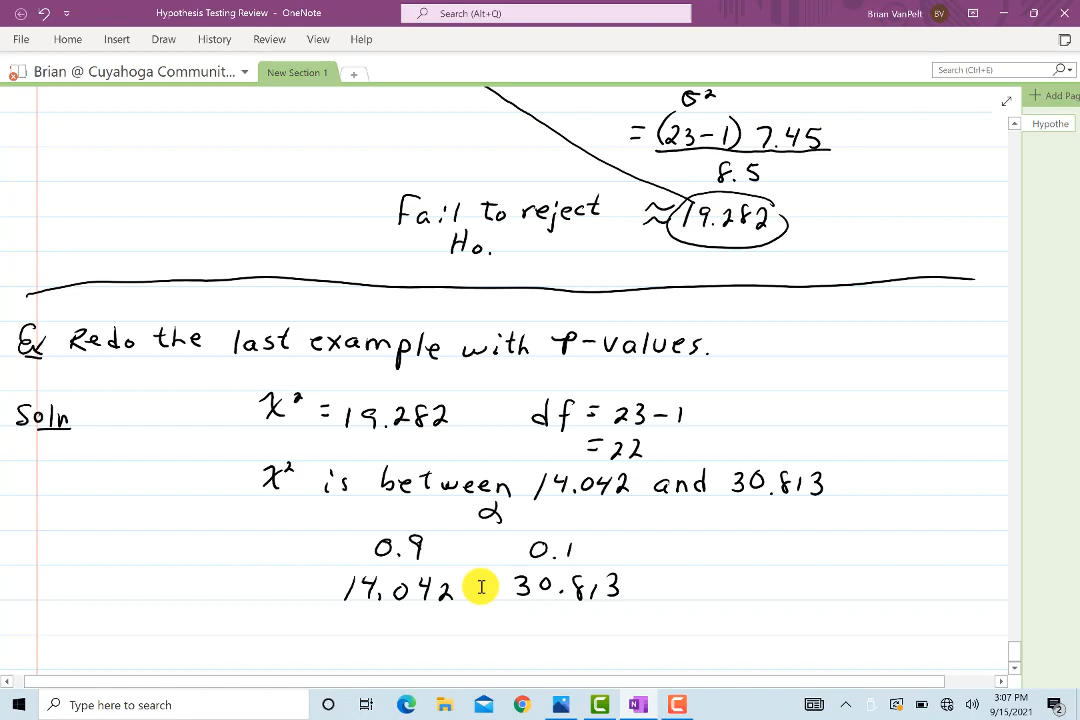 Hypothesis Testing Review - OneNote
Search (Alt+Q)
Brian VanPelt
BV
File Home Insert Draw History Review View Help
Brian @ Cuyahoga Communit...
New Section 1
Search (Ctrl+E)
Add Pag
Hypothe
σ²
= (23-1) 7.45
8.5
Fail to reject ≈ 19.282
Ho.
Ex Redo the last example with P-values.
Soln χ² = 19.282 df = 23-1
= 22
χ² is between 14.042 and 30.813
α
0.9 0.1
14.042 30.813
Type here to search
3:07 PM
9/15/2021
2